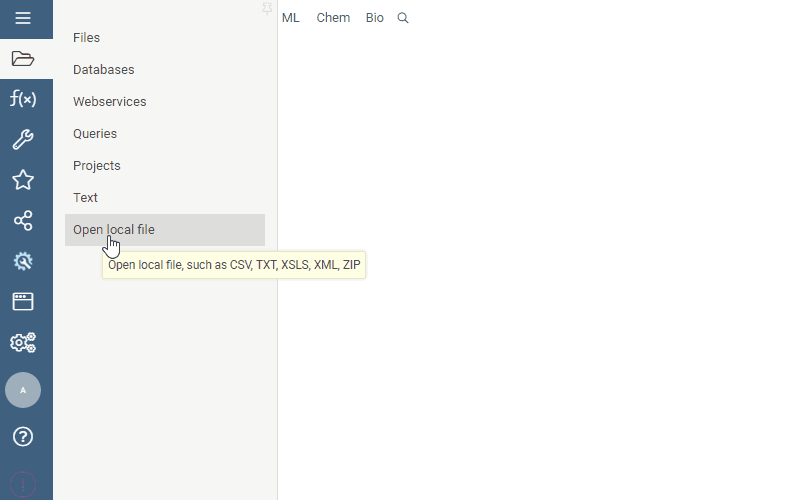 ML Chem Bio
Files
Databases
f(x)
Webservices
Queries
Projects
Text
Open local file
Open local file, such as CSV, TXT, XSLS, XML, ZIP
A
?